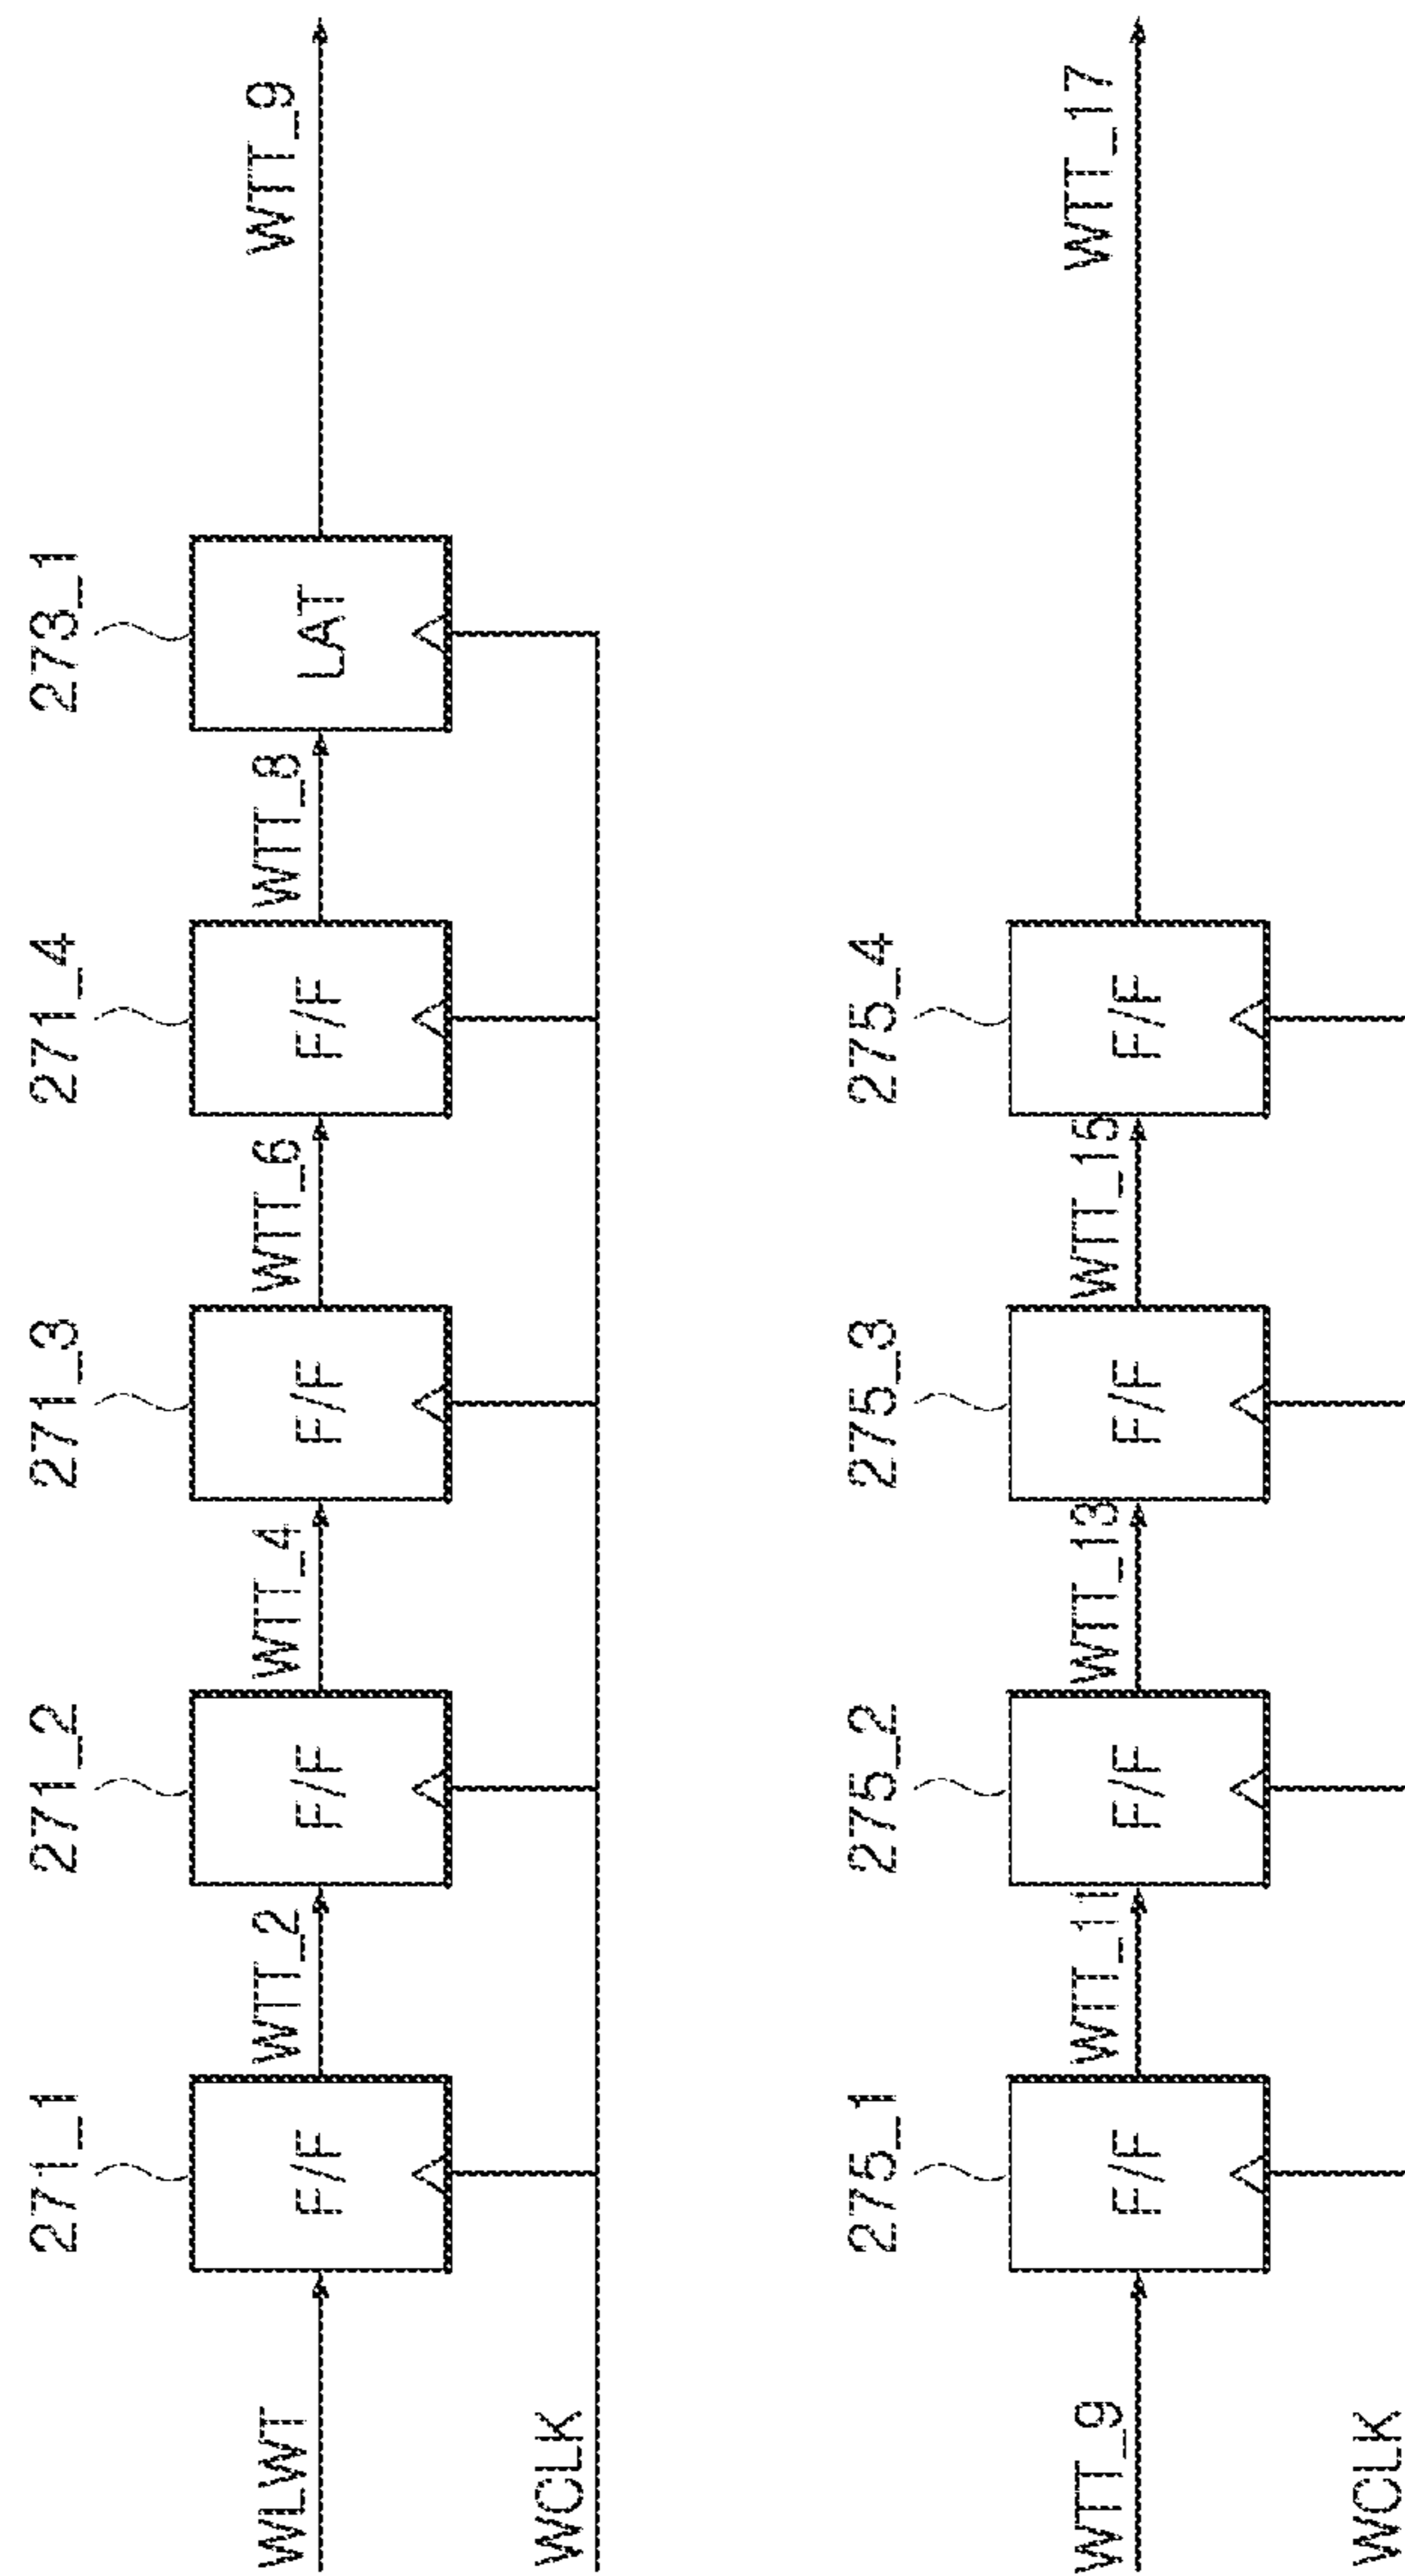 271_1 271_2 271_3 271_4 273_1
WLWT F/F WTT_2 F/F WTT_4 F/F WTT_6 F/F WTT_8 LAT WTT_9
WCLK
275_1 275_2 275_3 275_4
WTT_9 F/F WTT_11 F/F WTT_13 F/F WTT_15 F/F WTT_17
WCLK